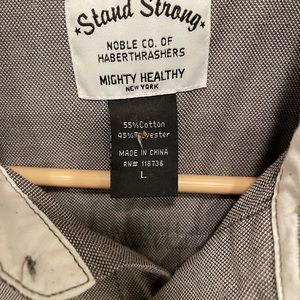 ★Stand Strong★
NOBLE CO. OF
HABERTHRASHERS
MIGHTY HEALTHY
NEW YORK
55%Cotton
45%Polyester
MADE IN CHINA
RN# 118736
L